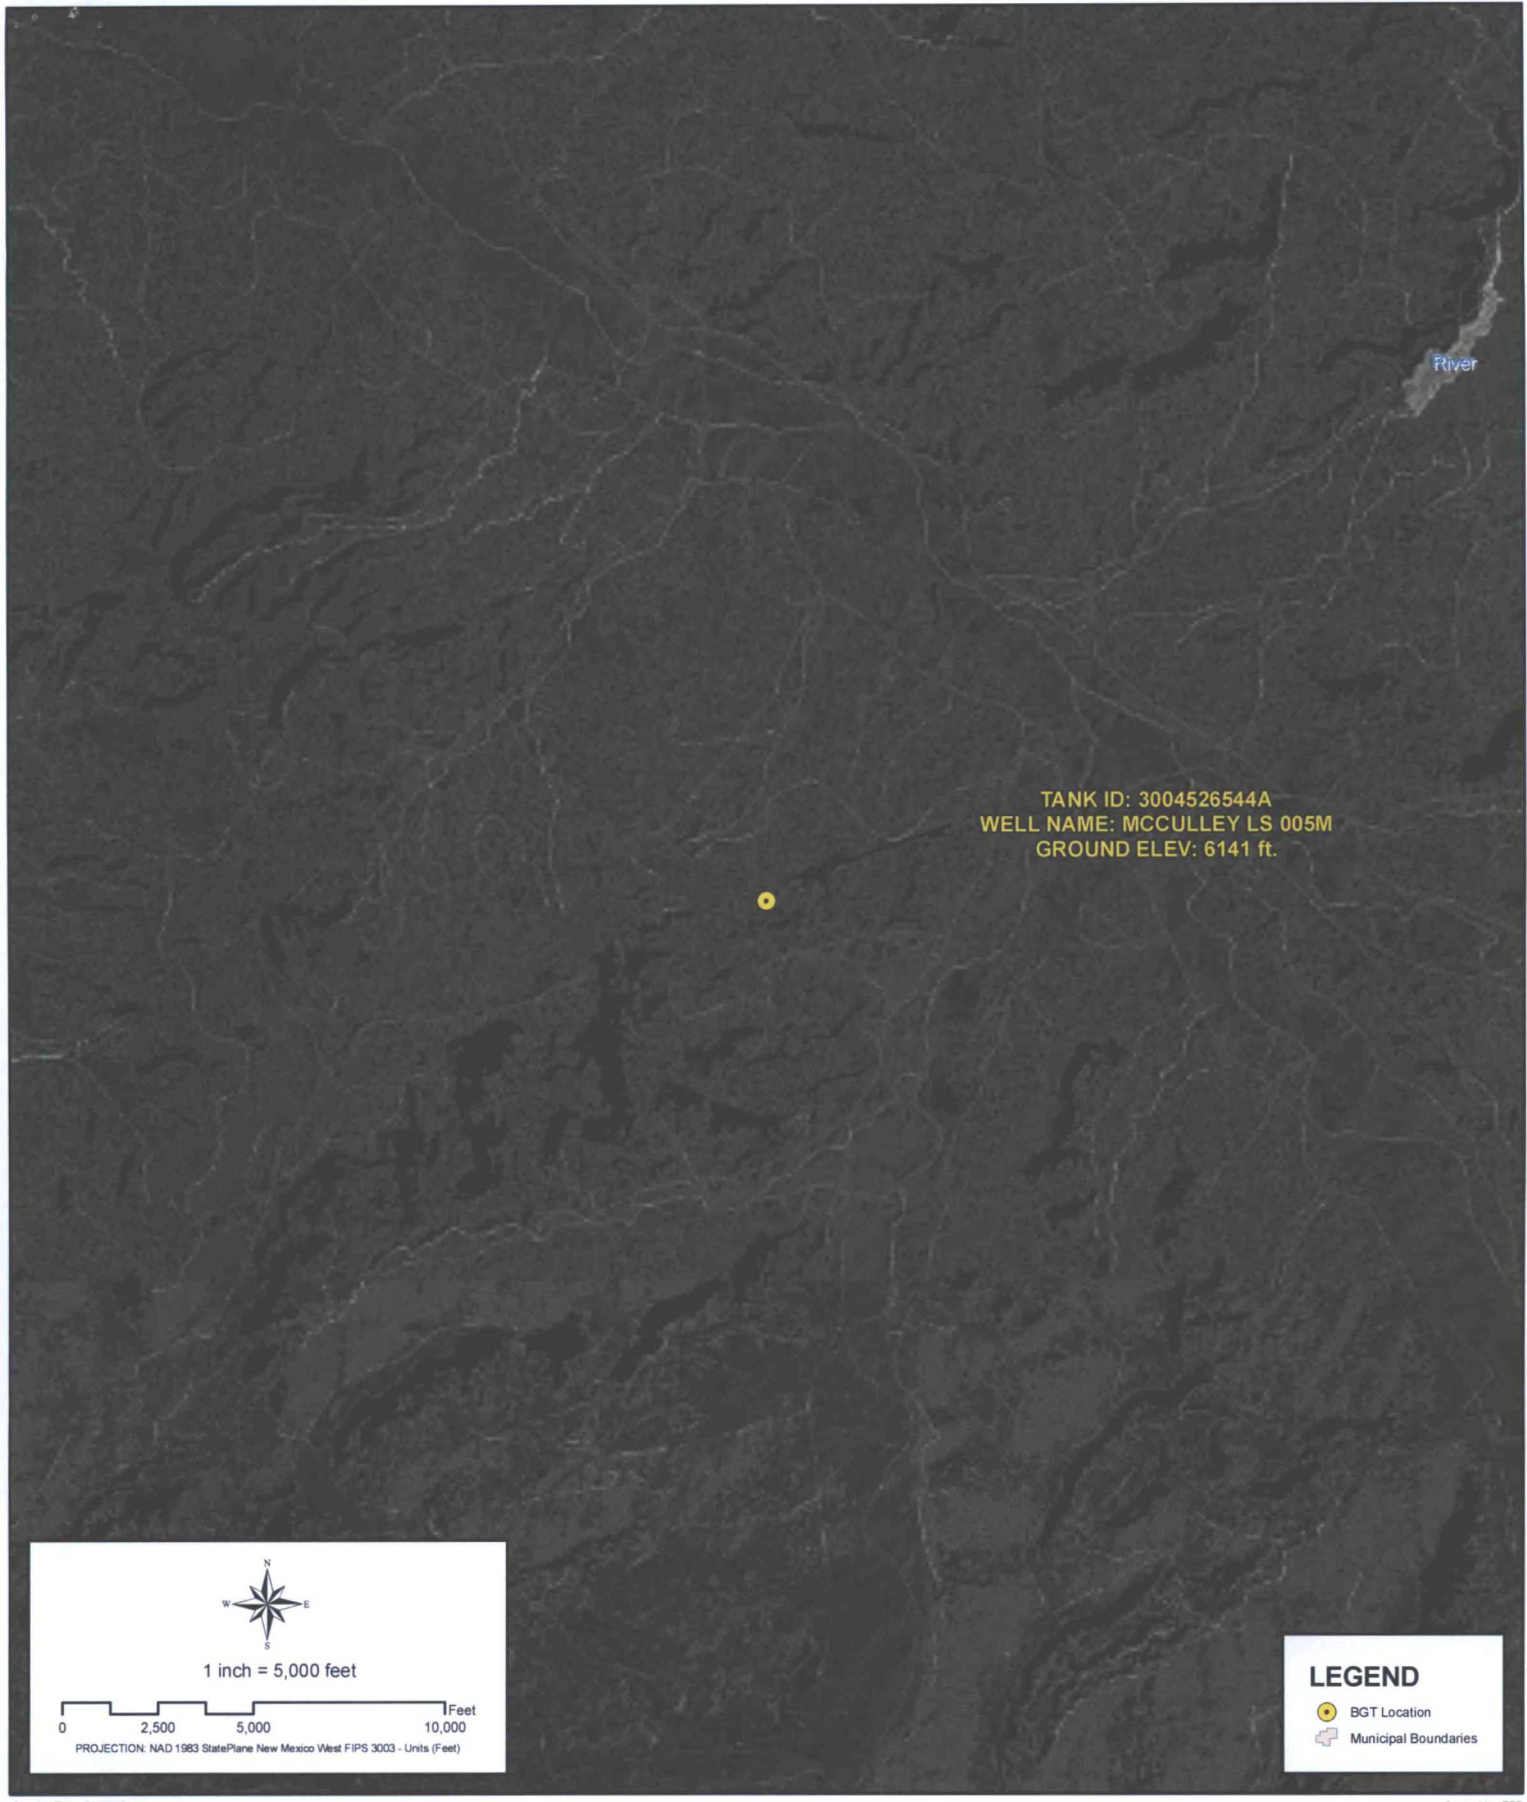 River
TANK ID: 3004526544A
WELL NAME: MCCULLEY LS 005M
GROUND ELEV: 6141 ft.
N
W E
S
1 inch = 5,000 feet
Feet
0 2,500 5,000 10,000
PROJECTION: NAD 1983 StatePlane New Mexico West FIPS 3003 - Units (Feet)
LEGEND
BGT Location
Municipal Boundaries